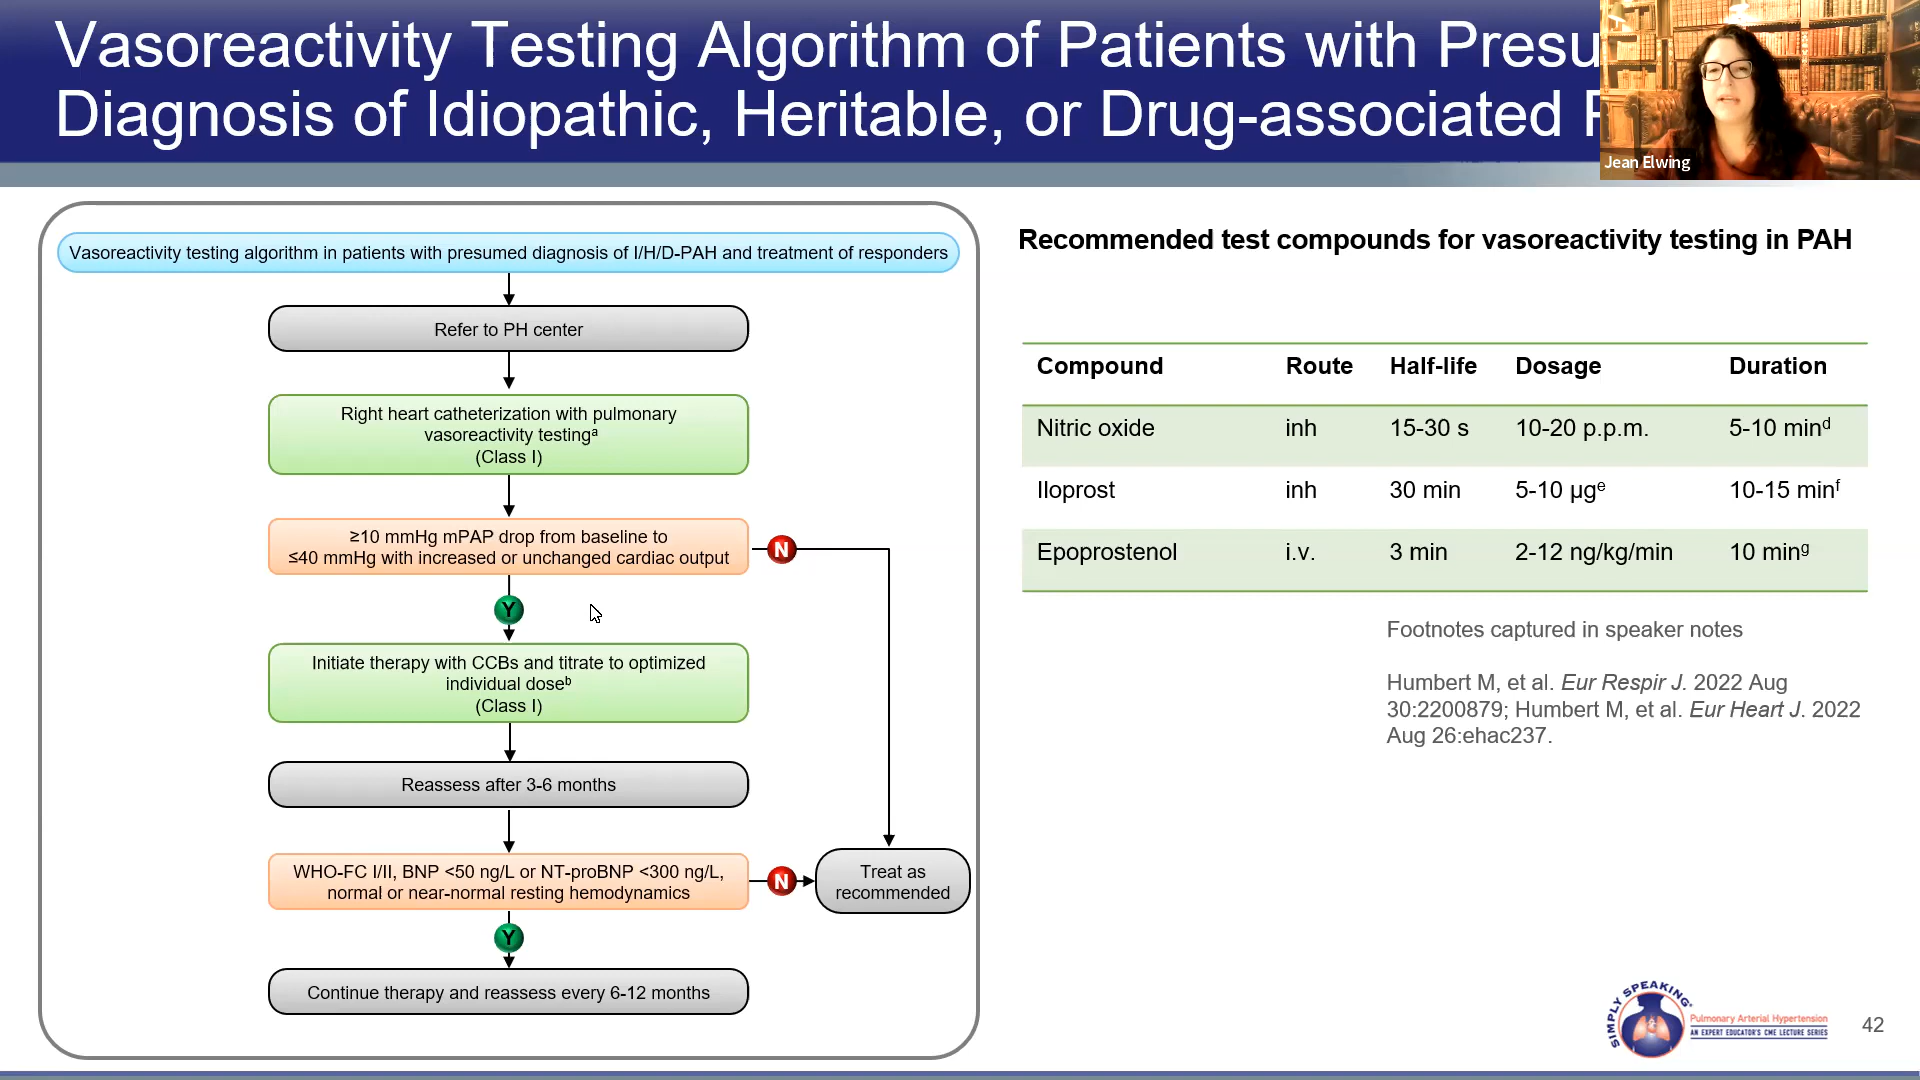 Vasoreactivity Testing Algorithm of Patients with
Diagnosis of Idiopathic, Heritable, or Drug-associated
Jean Elwing
Vasoreactivity testing algorithm in patients with presumed diagnosis of I/H/D-PAH and treatment of responders
Refer to PH center
Right heart catheterization with pulmonary
vasoreactivity testingᵃ
(Class I)
≥10 mmHg mPAP drop from baseline to
≤40 mmHg with increased or unchanged cardiac output
N
Y
Initiate therapy with CCBs and titrate to optimized
individual doseᵇ
(Class I)
Reassess after 3-6 months
WHO-FC I/II, BNP <50 ng/L or NT-proBNP <300 ng/L,
normal or near-normal resting hemodynamics
N
Treat as
recommended
Y
Continue therapy and reassess every 6-12 months
Recommended test compounds for vasoreactivity testing in PAH
Compound Route Half-life Dosage Duration
Nitric oxide inh 15-30 s 10-20 p.p.m. 5-10 minᵈ
Iloprost inh 30 min 5-10 µgᵉ 10-15 minᶠ
Epoprostenol i.v. 3 min 2-12 ng/kg/min 10 minᵍ
Footnotes captured in speaker notes
Humbert M, et al. Eur Respir J. 2022 Aug
30:2200879; Humbert M, et al. Eur Heart J. 2022
Aug 26:ehac237.
SIMPLY SPEAKING
Pulmonary Arterial Hypertension
AN EXPERT EDUCATOR'S CME LECTURE SERIES
42